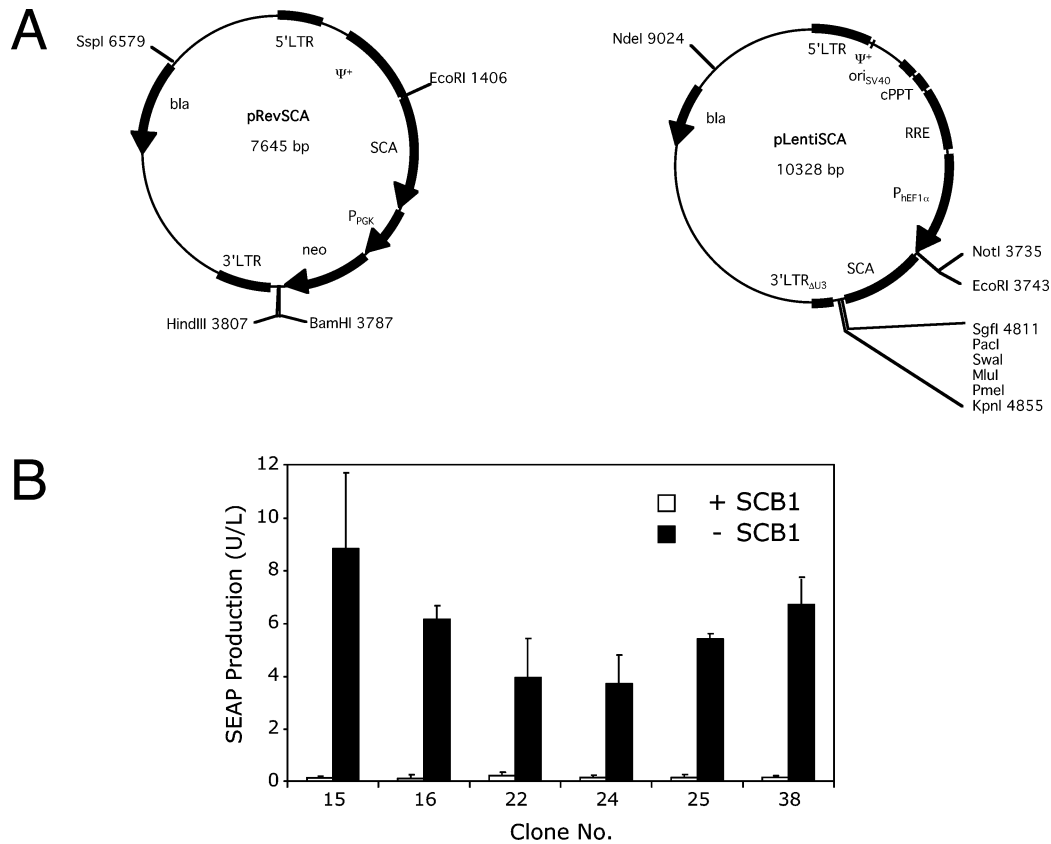 A
SspI 6579
5'LTR
Ψ+
EcoRI 1406
bla
pRevSCA
7645 bp
SCA
PPGK
neo
3'LTR
HindIII 3807
BamHI 3787
NdeI 9024
5'LTR
Ψ+
oriSV40
cPPT
bla
RRE
pLentiSCA
10328 bp
PhEF1α
NotI 3735
SCA
3'LTRΔU3
EcoRI 3743
SgfI 4811
PacI
SwaI
MluI
PmeI
KpnI 4855
B
SEAP Production (U/L)
12
10
8
6
4
2
0
+ SCB1
- SCB1
15 16 22 24 25 38
Clone No.